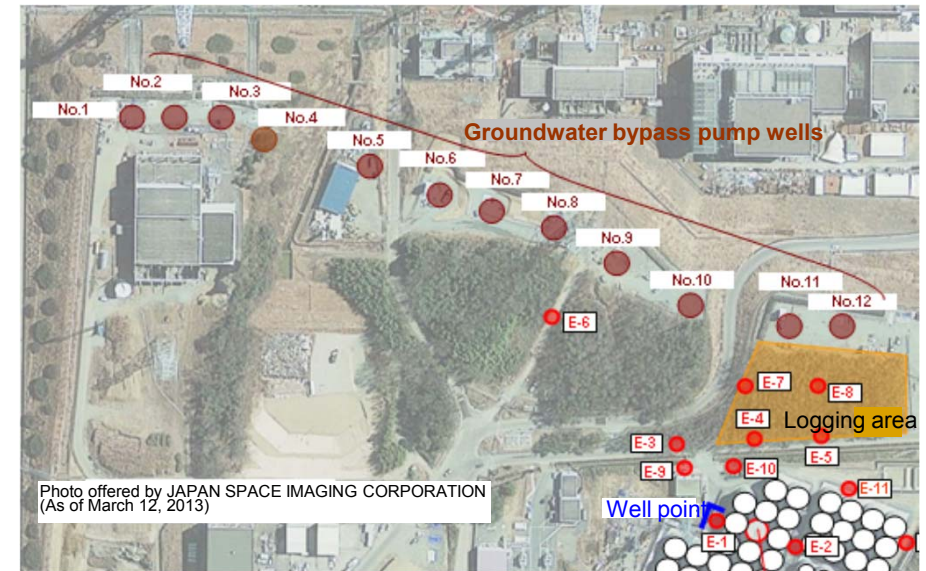 No.2
No.1
No.3
No.4
No.5
Groundwater bypass pump wells
No.6
No.7
No.8
No.9
No.10
No.11
No.12
E-6
E-7
E-8
E-4
Logging area
E-3
E-5
E-9
E-10
E-11
Photo offered by JAPAN SPACE IMAGING CORPORATION
(As of March 12, 2013)
Well point
E-1
E-2